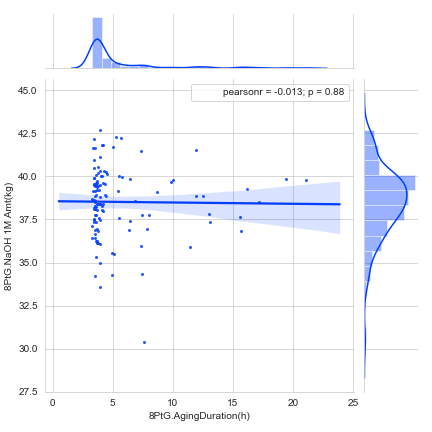 pearsonr = -0.013; p = 0.88
45.0
42.5
40.0
37.5
35.0
32.5
30.0
27.5
8PtG.NaOH 1M Amt(kg)
0 5 10 15 20 25
8PtG.AgingDuration(h)